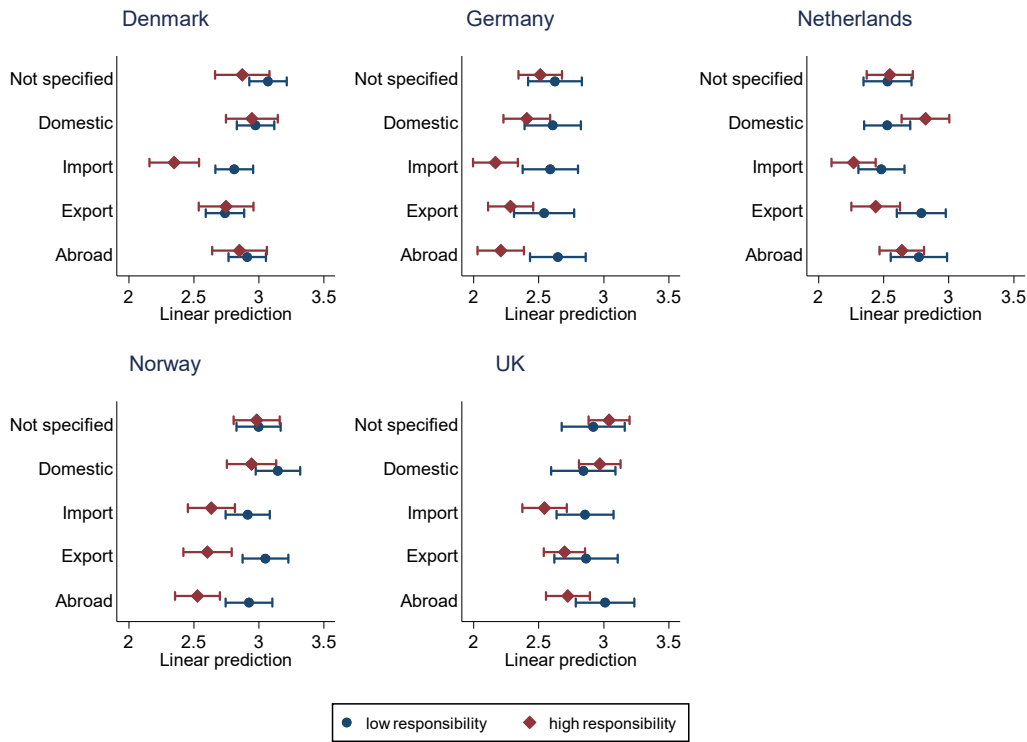 Denmark
Not specified
Domestic
Import
Export
Abroad
2 2.5 3 3.5
Linear prediction
Germany
Not specified
Domestic
Import
Export
Abroad
2 2.5 3 3.5
Linear prediction
Netherlands
Not specified
Domestic
Import
Export
Abroad
2 2.5 3 3.5
Linear prediction
Norway
Not specified
Domestic
Import
Export
Abroad
2 2.5 3 3.5
Linear prediction
UK
Not specified
Domestic
Import
Export
Abroad
2 2.5 3 3.5
Linear prediction
low responsibility high responsibility